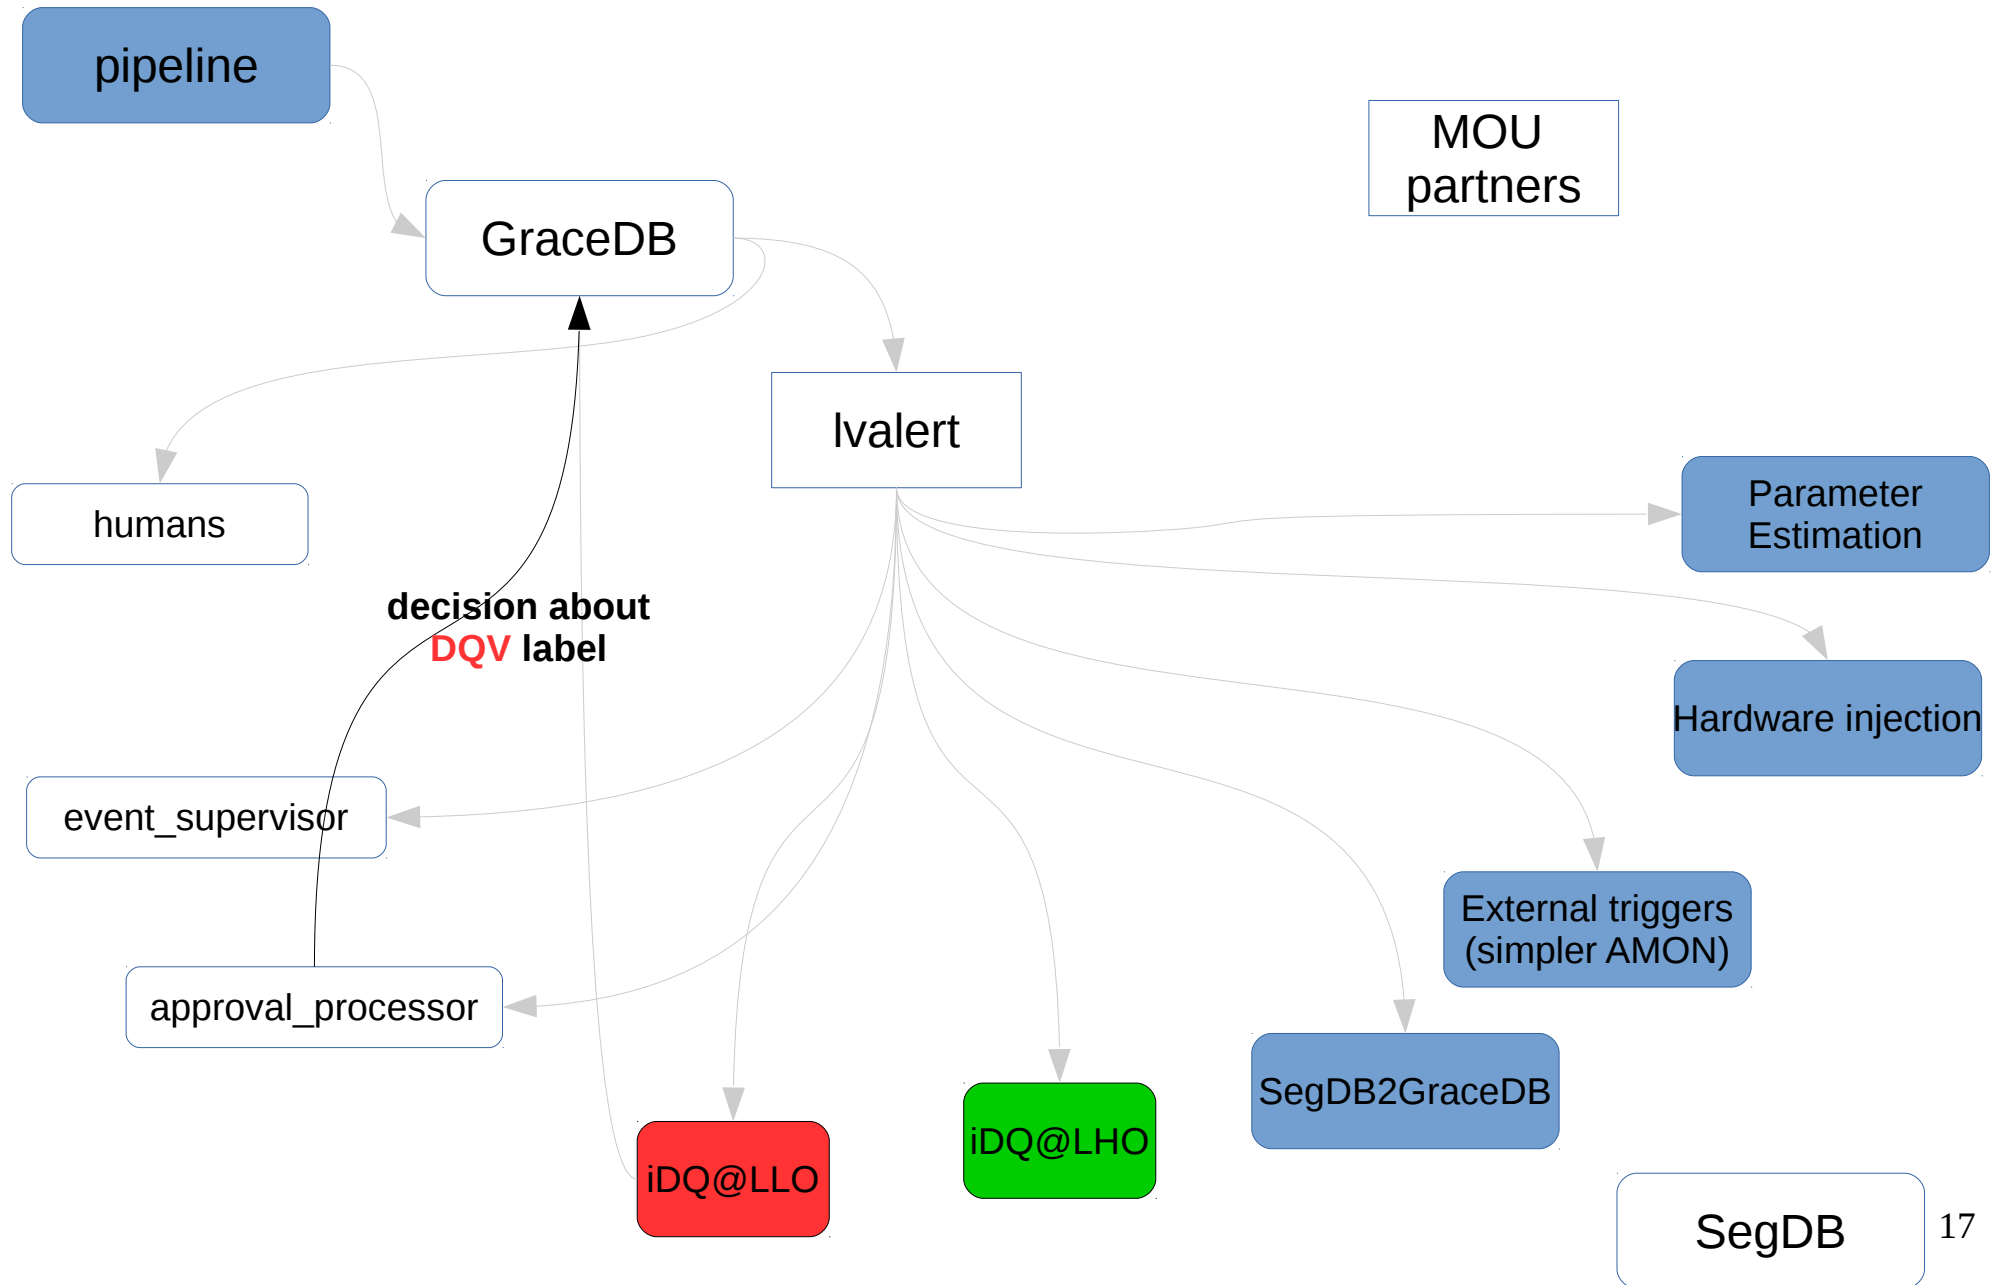 pipeline
MOU
partners
GraceDB
lvalert
humans
Parameter
Estimation
decision about
DQV label
Hardware injection
event_supervisor
External triggers
(simpler AMON)
approval_processor
SegDB2GraceDB
iDQ@LHO
iDQ@LLO
SegDB
17